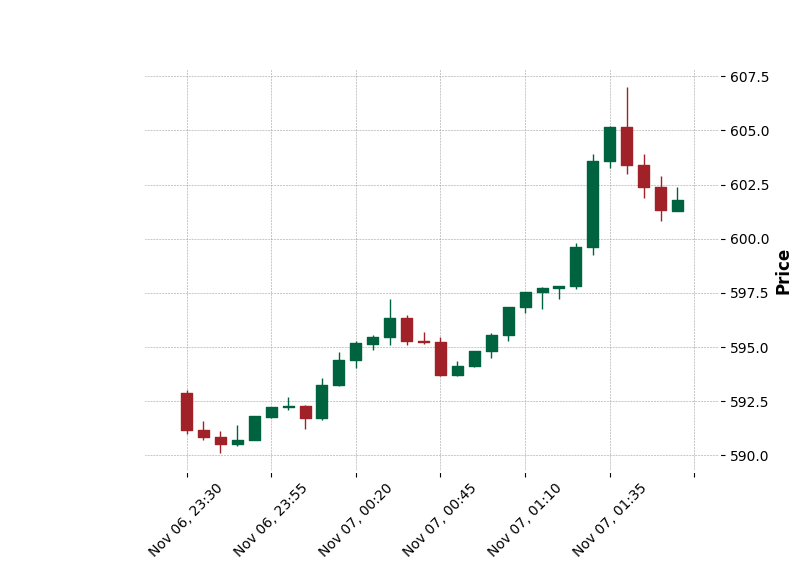 607.5
605.0
602.5
600.0
597.5
595.0
592.5
590.0
Price
Nov 06, 23:30
Nov 06, 23:55
Nov 07, 00:20
Nov 07, 00:45
Nov 07, 01:10
Nov 07, 01:35